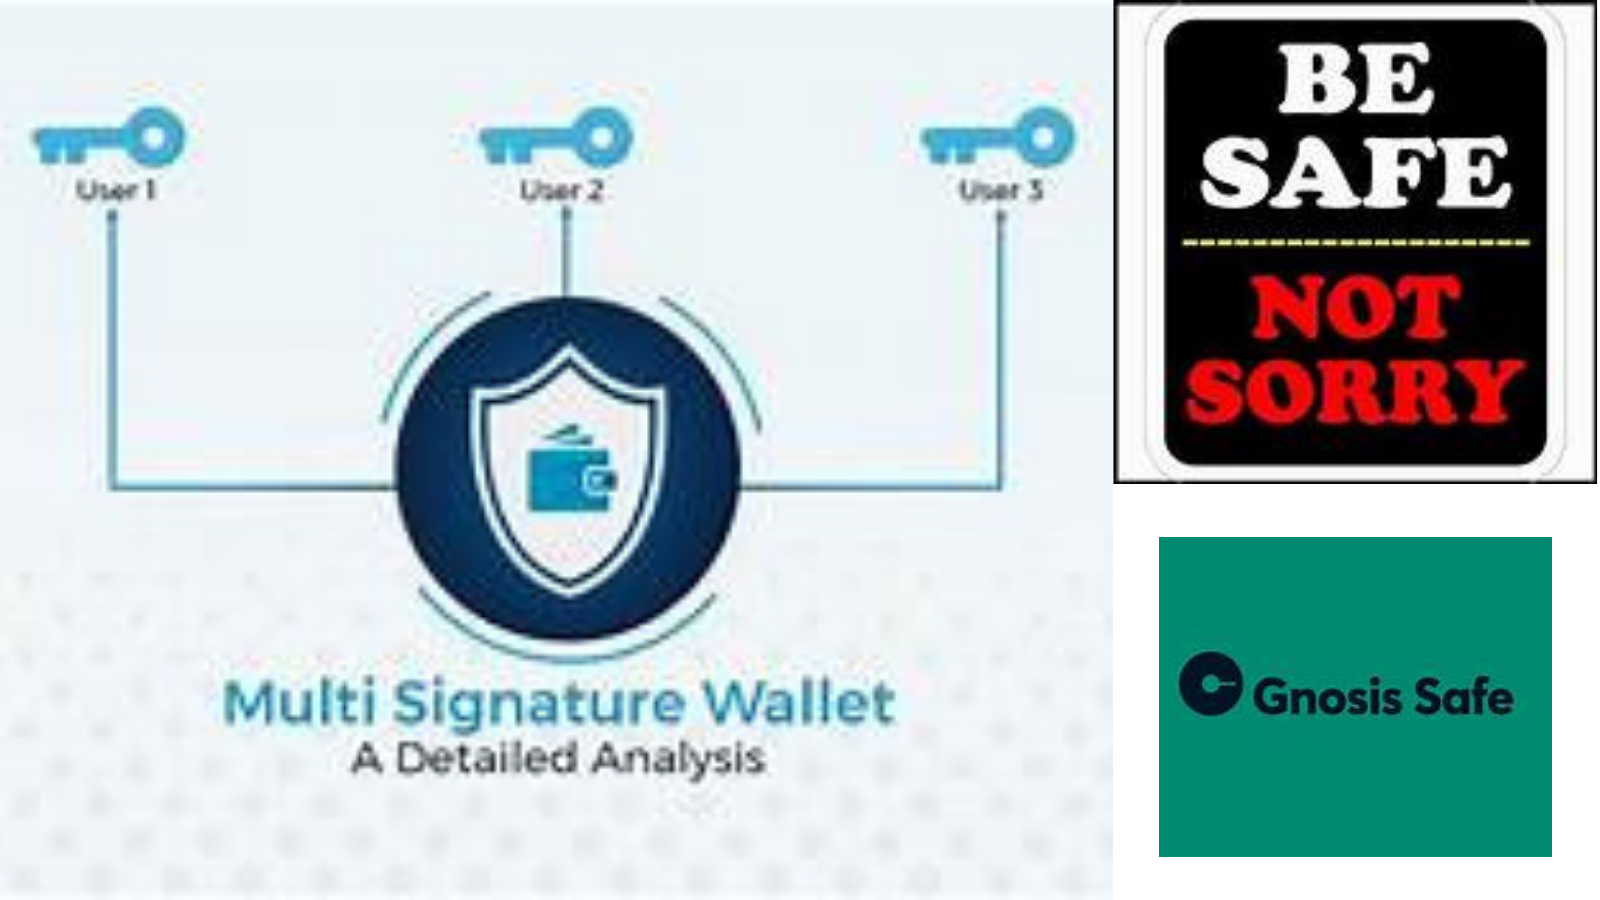 User 1
User 2
User 3
Multi Signature Wallet
A Detailed Analysis
BE
SAFE
NOT
SORRY
Gnosis Safe